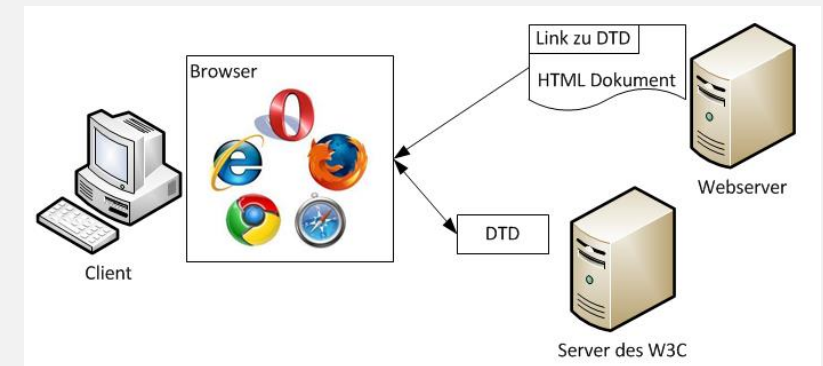 Browser
Client
Link zu DTD
HTML Dokument
Webserver
DTD
Server des W3C